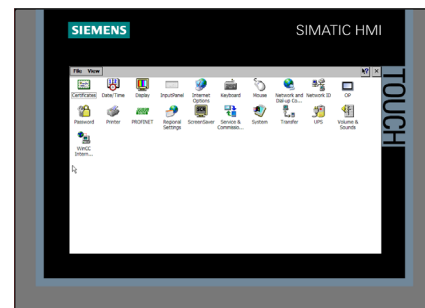 SIEMENS
SIMATIC HMI
TOUCH
File View
Certificates Date/Time Display InputPanel Internet Options Keyboard Mouse Network and Dial-up Co... Network ID OP
Password Printer PROFINET Regional Settings ScreenSaver Service & Commissio... System Transfer UPS Volume & Sounds
WinCC Intern...